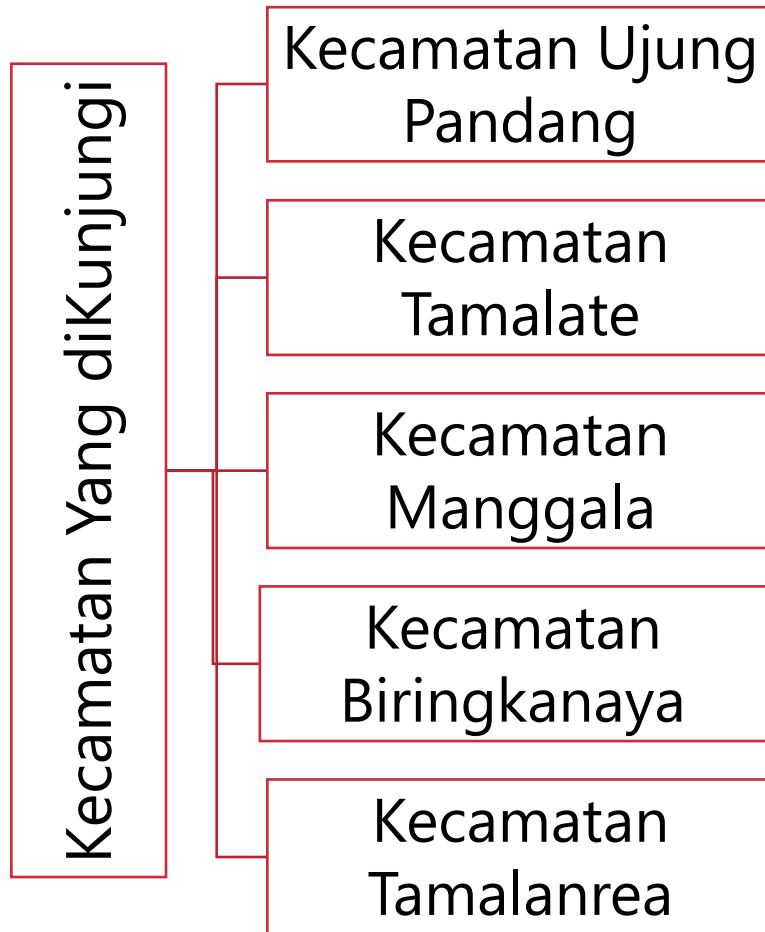 Kecamatan Yang diKunjungi
Kecamatan Ujung
Pandang
Kecamatan
Tamalate
Kecamatan
Manggala
Kecamatan
Biringkanaya
Kecamatan
Tamalanrea